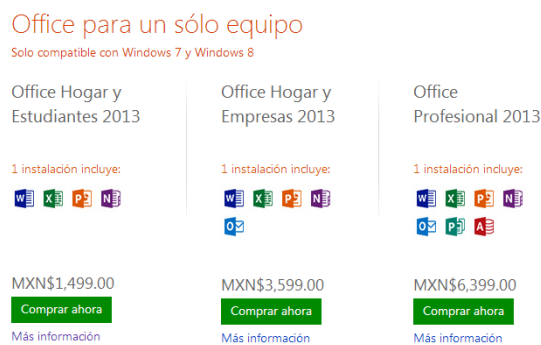 Office para un sólo equipo
Solo compatible con Windows 7 y Windows 8
Office Hogar y
Estudiantes 2013
1 instalación incluye:
W X P N
MXN$1,499.00
Comprar ahora
Más información
Office Hogar y
Empresas 2013
1 instalación incluye:
W X P N
O
MXN$3,599.00
Comprar ahora
Más información
Office
Profesional 2013
1 instalación incluye:
W X P N
O P A
MXN$6,399.00
Comprar ahora
Más información